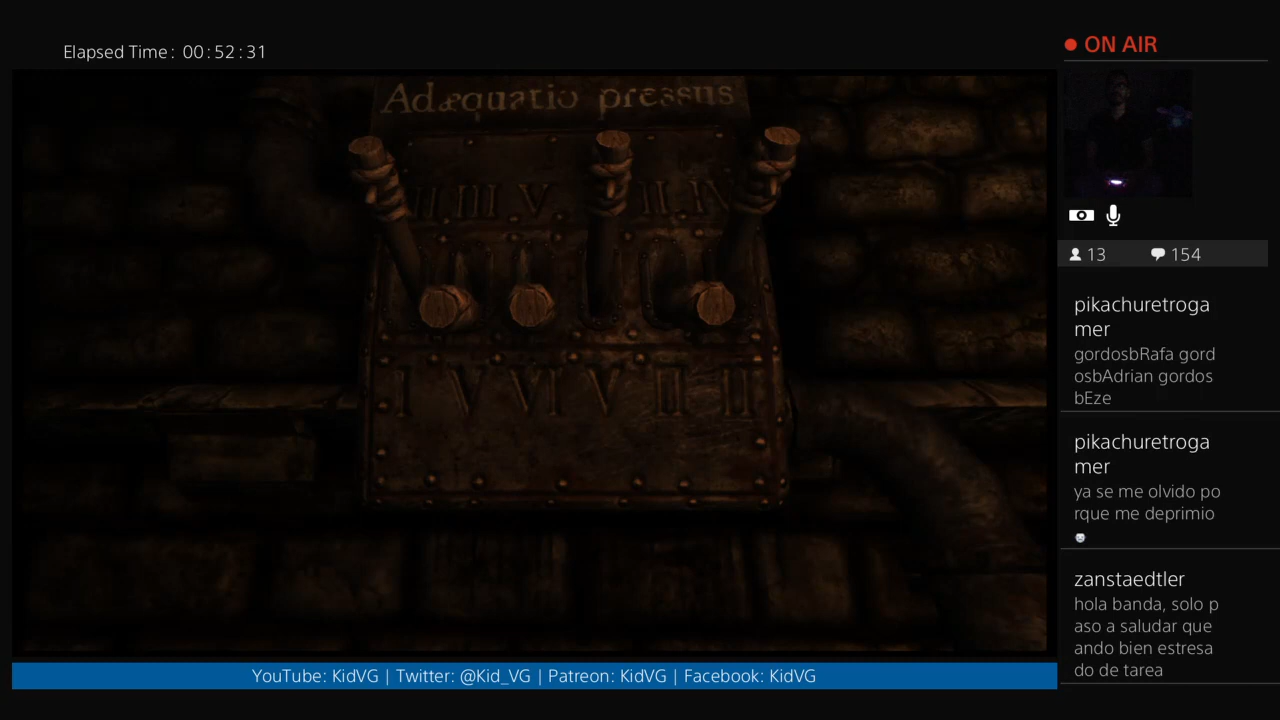 Elapsed Time: 00:52:31
ON AIR
Adæquatio pressus
III V
II IV
I V VI V II II
13
154
pikachuretroga
mer
gordosbRafa gord
osbAdrian gordos
bEze
pikachuretroga
mer
ya se me olvido po
rque me deprimio
zanstaedtler
hola banda, solo p
aso a saludar que
ando bien estresa
do de tarea
YouTube: KidVG | Twitter: @Kid_VG | Patreon: KidVG | Facebook: KidVG